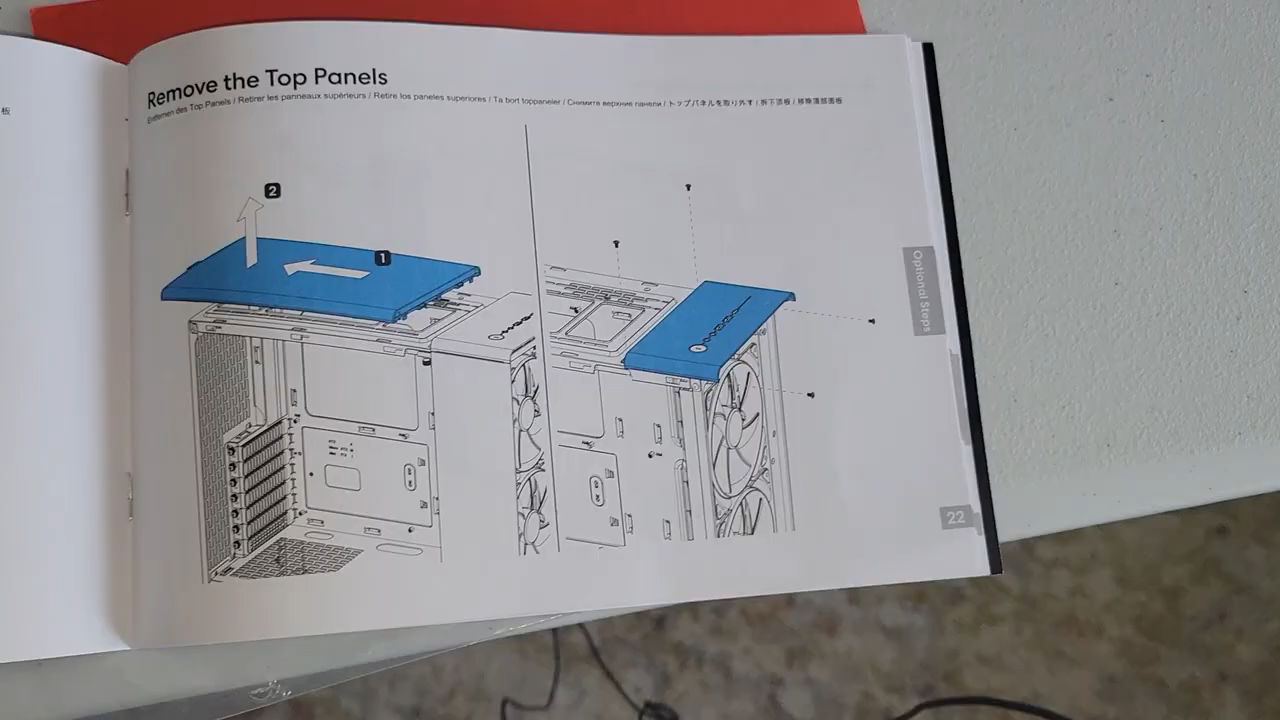 板
Remove the Top Panels
Entfernen des Top Panels / Retirer les panneaux supérieurs / Retire los paneles superiores / Ta bort toppaneler / Снимите верхние панели / トップパネルを取り外す / 拆下顶板 / 移除頂部面板
2
1
Optional Steps
22